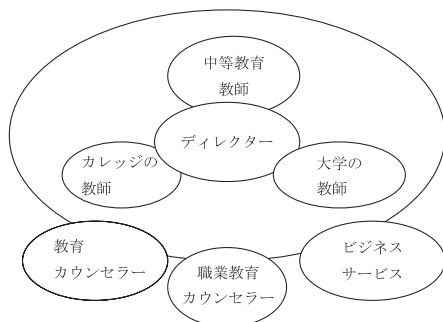 中等教育
教師
ディレクター
カレッジの
教師
大学の
教師
教育
カウンセラー
職業教育
カウンセラー
ビジネス
サービス